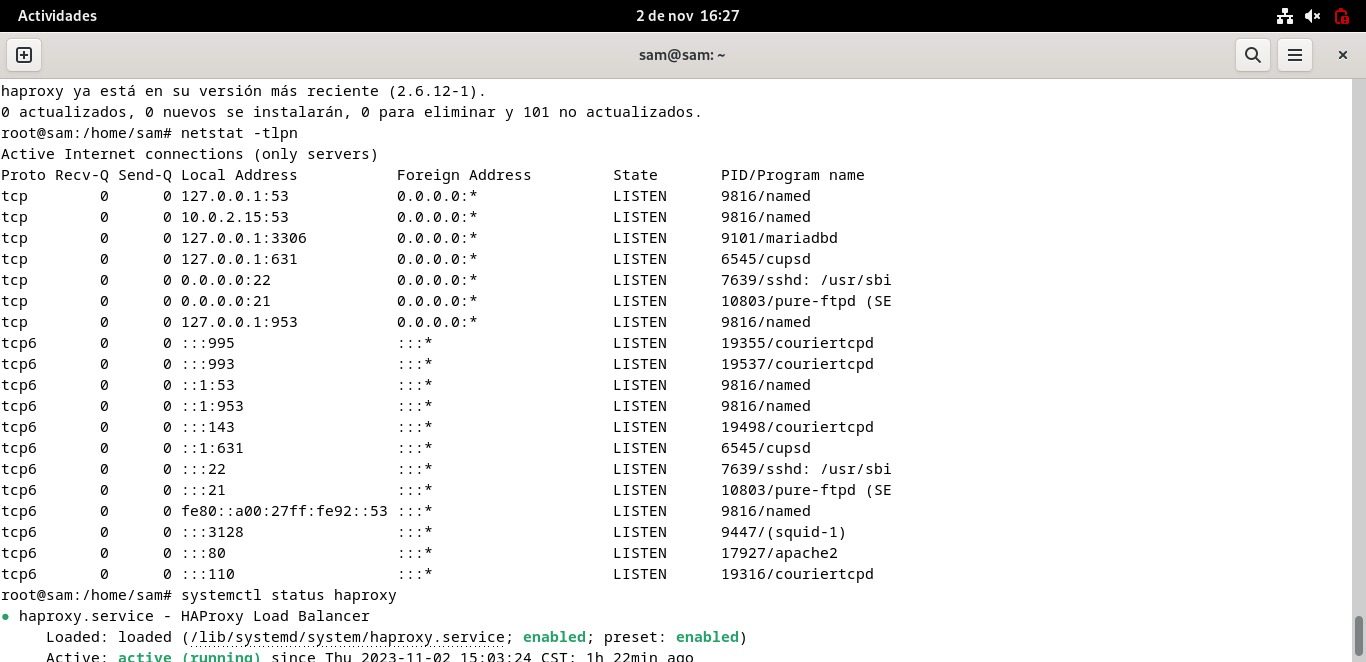 Actividades
2 de nov 16:27
sam@sam: ~
haproxy ya está en su versión más reciente (2.6.12-1).
0 actualizados, 0 nuevos se instalarán, 0 para eliminar y 101 no actualizados.
root@sam:/home/sam# netstat -tlpn
Active Internet connections (only servers)
Proto Recv-Q Send-Q Local Address           Foreign Address         State       PID/Program name
tcp        0      0 127.0.0.1:53            0.0.0.0:*               LISTEN      9816/named
tcp        0      0 10.0.2.15:53            0.0.0.0:*               LISTEN      9816/named
tcp        0      0 127.0.0.1:3306          0.0.0.0:*               LISTEN      9101/mariadbd
tcp        0      0 127.0.0.1:631           0.0.0.0:*               LISTEN      6545/cupsd
tcp        0      0 0.0.0.0:22              0.0.0.0:*               LISTEN      7639/sshd: /usr/sbi
tcp        0      0 0.0.0.0:21              0.0.0.0:*               LISTEN      10803/pure-ftpd (SE
tcp        0      0 127.0.0.1:953           0.0.0.0:*               LISTEN      9816/named
tcp6       0      0 :::995                  :::*                    LISTEN      19355/couriertcpd
tcp6       0      0 :::993                  :::*                    LISTEN      19537/couriertcpd
tcp6       0      0 ::1:53                  :::*                    LISTEN      9816/named
tcp6       0      0 ::1:953                 :::*                    LISTEN      9816/named
tcp6       0      0 :::143                  :::*                    LISTEN      19498/couriertcpd
tcp6       0      0 ::1:631                 :::*                    LISTEN      6545/cupsd
tcp6       0      0 :::22                   :::*                    LISTEN      7639/sshd: /usr/sbi
tcp6       0      0 :::21                   :::*                    LISTEN      10803/pure-ftpd (SE
tcp6       0      0 fe80::a00:27ff:fe92::53 :::*                    LISTEN      9816/named
tcp6       0      0 :::3128                 :::*                    LISTEN      9447/(squid-1)
tcp6       0      0 :::80                   :::*                    LISTEN      17927/apache2
tcp6       0      0 :::110                  :::*                    LISTEN      19316/couriertcpd
root@sam:/home/sam# systemctl status haproxy
● haproxy.service - HAProxy Load Balancer
     Loaded: loaded (/lib/systemd/system/haproxy.service; enabled; preset: enabled)
     Active: active (running) since Thu 2023-11-02 15:03:24 CST; 1h 22min ago